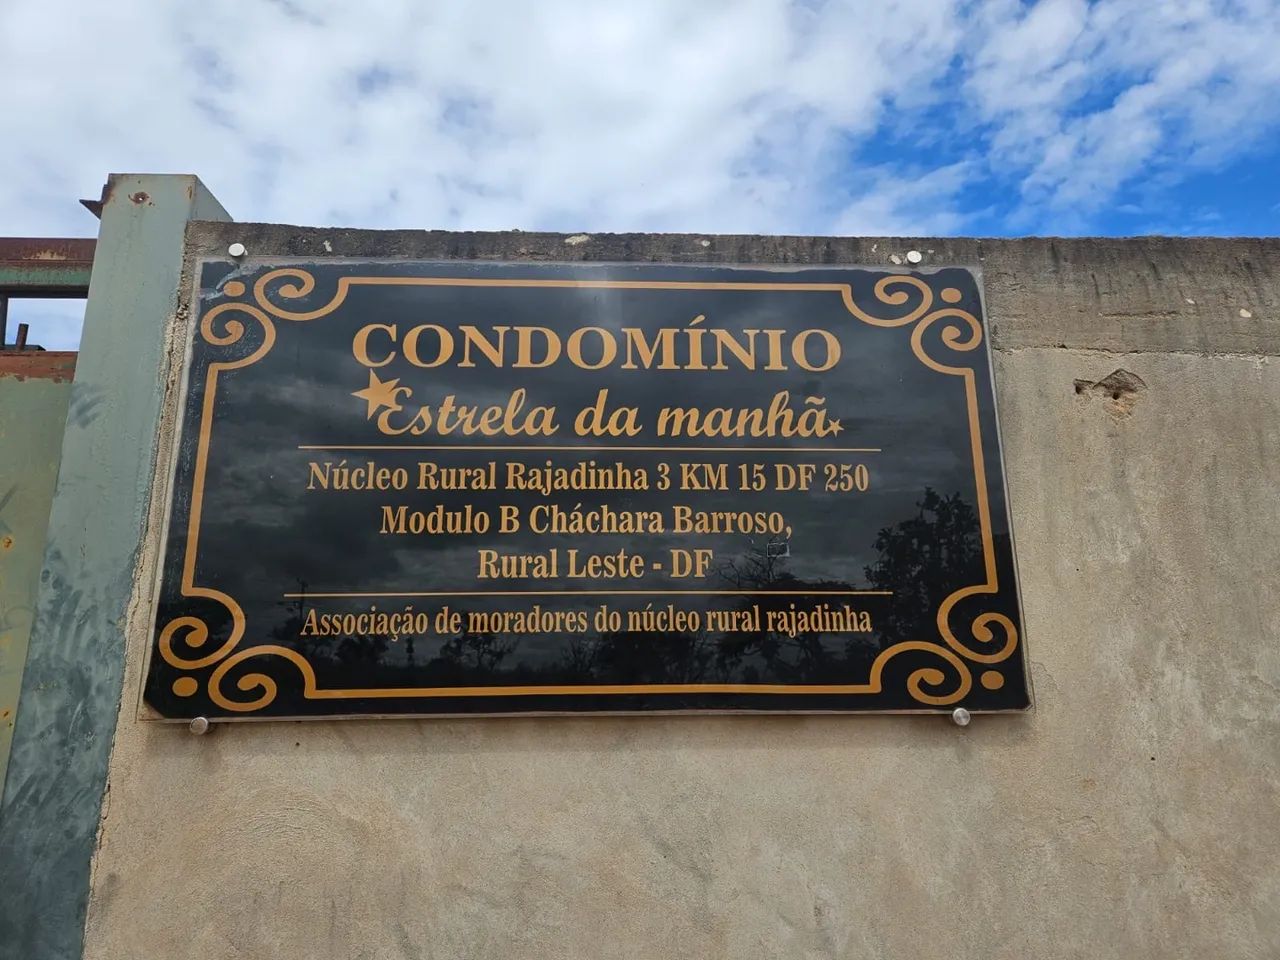 CONDOMÍNIO
Estrela da manhã
Núcleo Rural Rajadinha 3 KM 15 DF 250
Modulo B Cháchara Barroso,
Rural Leste - DF
Associação de moradores do núcleo rural rajadinha